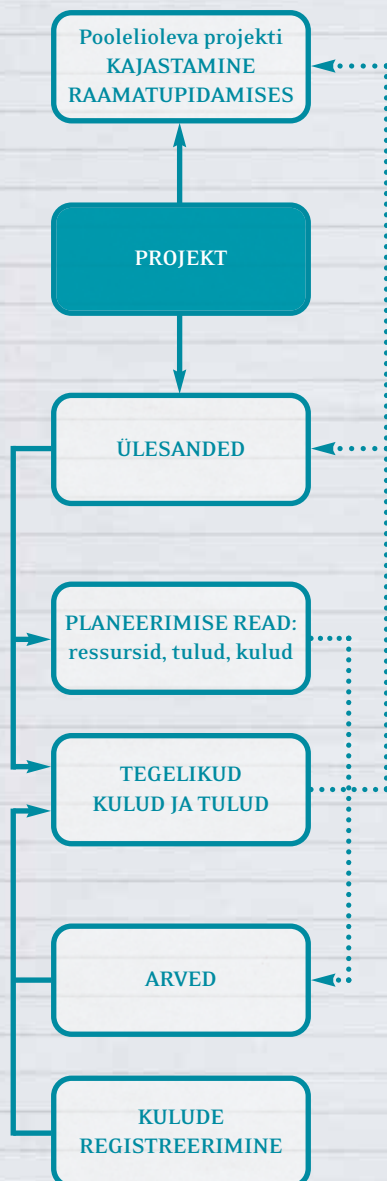 Poolelioleva projekti
KAJASTAMINE
RAAMATUPIDAMISES
PROJEKT
ÜLESANDED
PLANEERIMISE READ:
ressursid, tulud, kulud
TEGELIKUD
KULUD JA TULUD
ARVED
KULUDE
REGISTREERIMINE